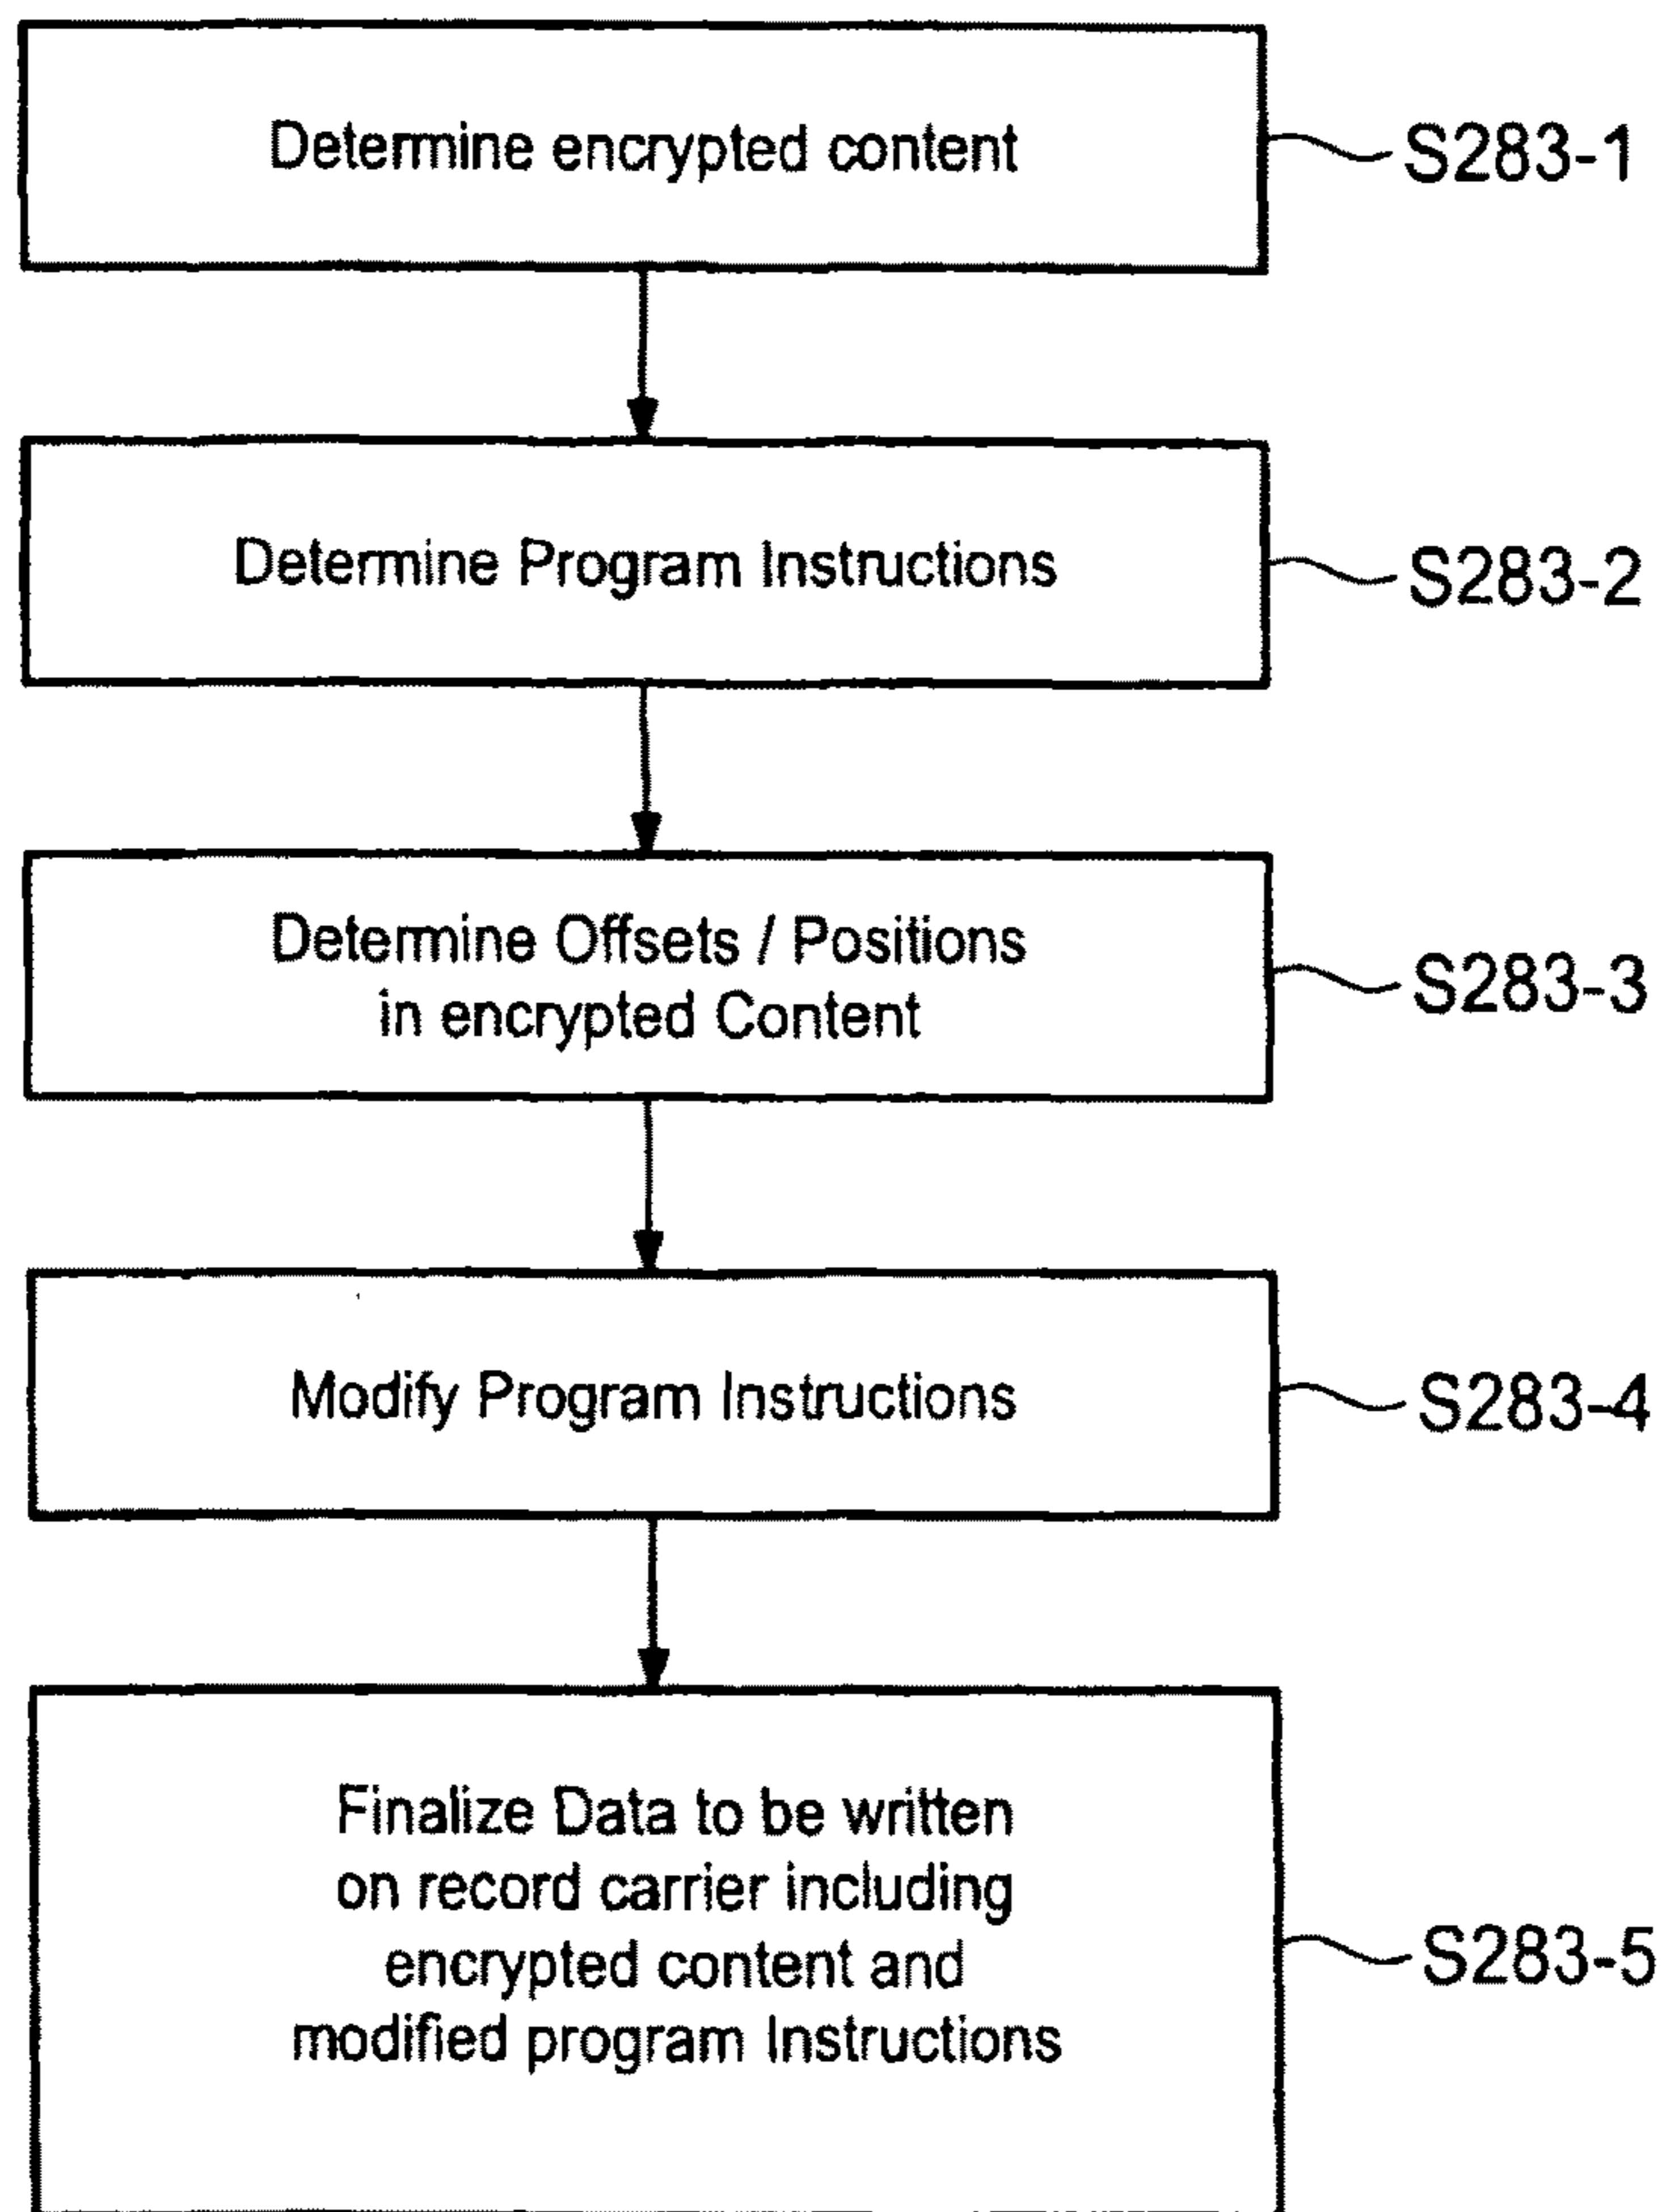 Determine encrypted content
S283-1
Determine Program Instructions
S283-2
Determine Offsets / Positions
in encrypted Content
S283-3
Modify Program Instructions
S283-4
Finalize Data to be written
on record carrier including
encrypted content and
modified program Instructions
S283-5